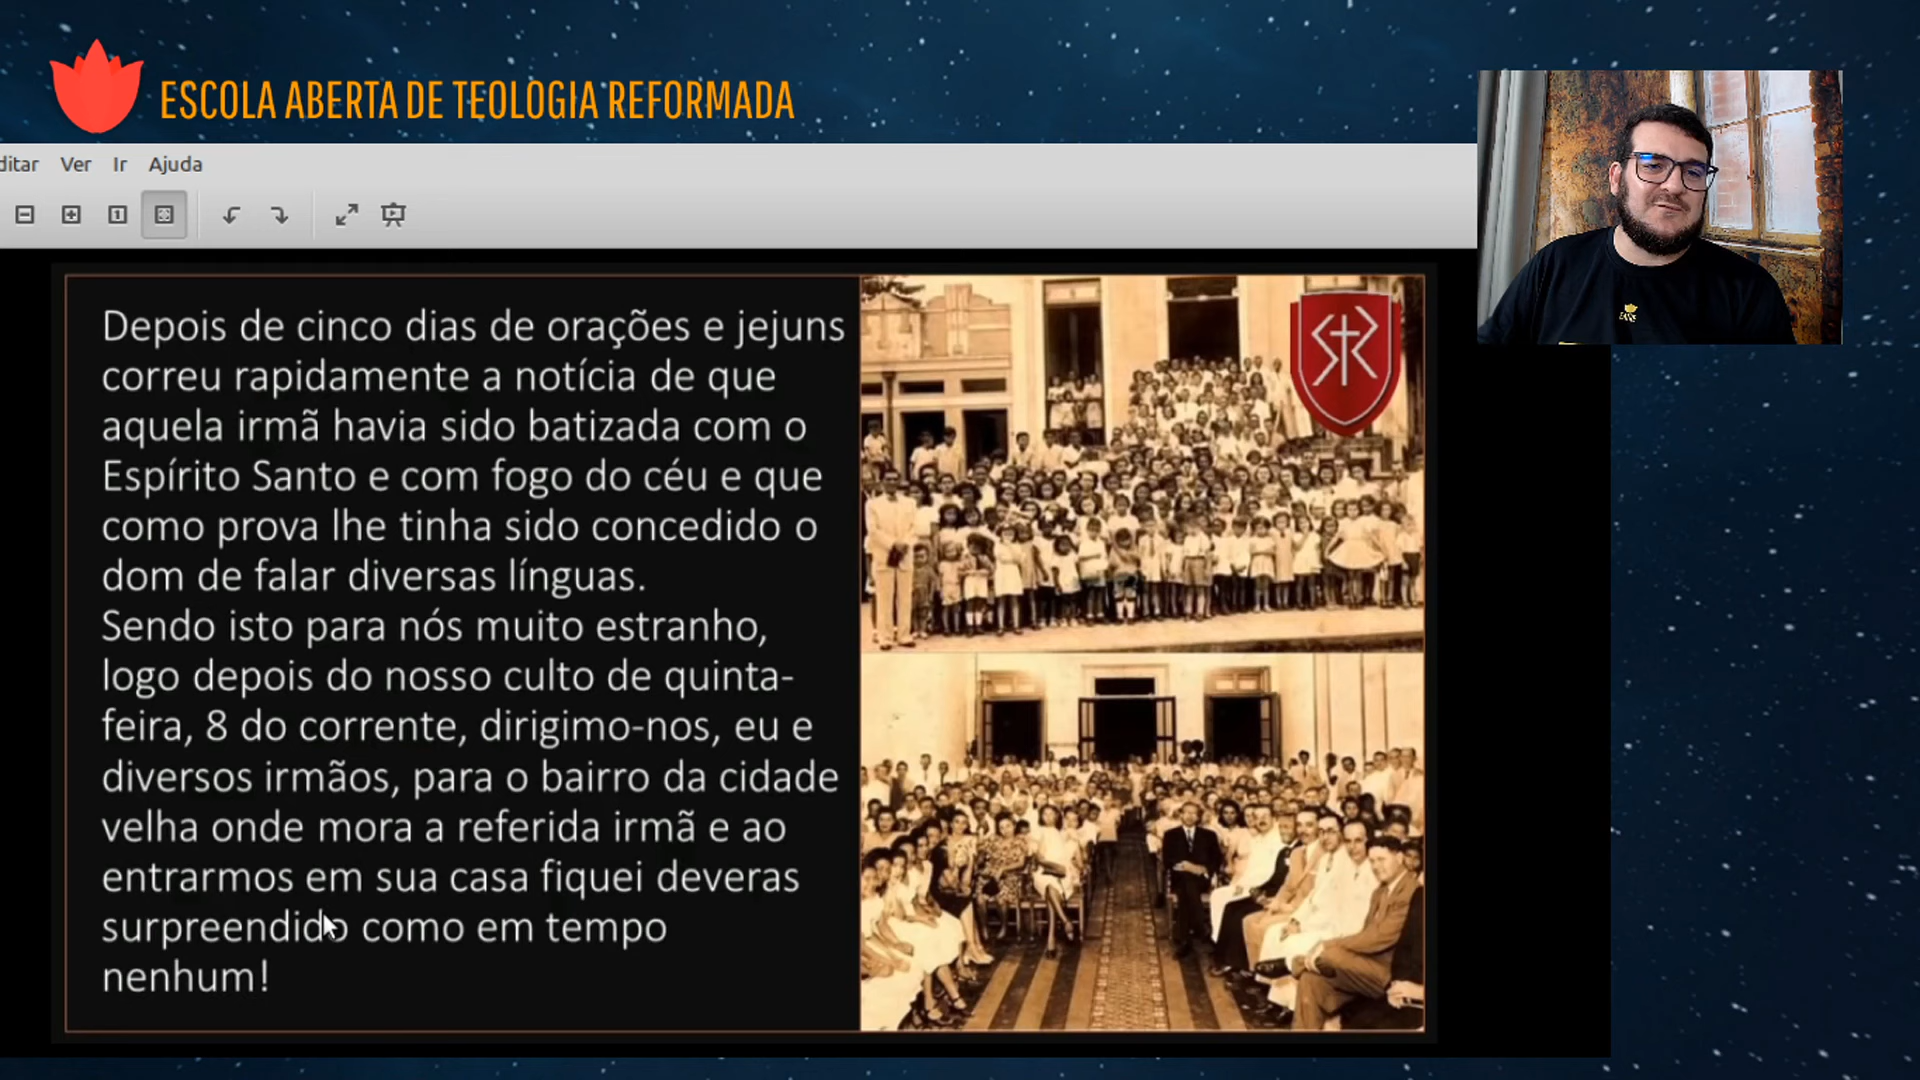 ESCOLA ABERTA DE TEOLOGIA REFORMADA
ditar Ver Ir Ajuda
Depois de cinco dias de orações e jejuns
correu rapidamente a notícia de que
aquela irmã havia sido batizada com o
Espírito Santo e com fogo do céu e que
como prova lhe tinha sido concedido o
dom de falar diversas línguas.
Sendo isto para nós muito estranho,
logo depois do nosso culto de quinta-
feira, 8 do corrente, dirigimo-nos, eu e
diversos irmãos, para o bairro da cidade
velha onde mora a referida irmã e ao
entrarmos em sua casa fiquei deveras
surpreendido como em tempo
nenhum!